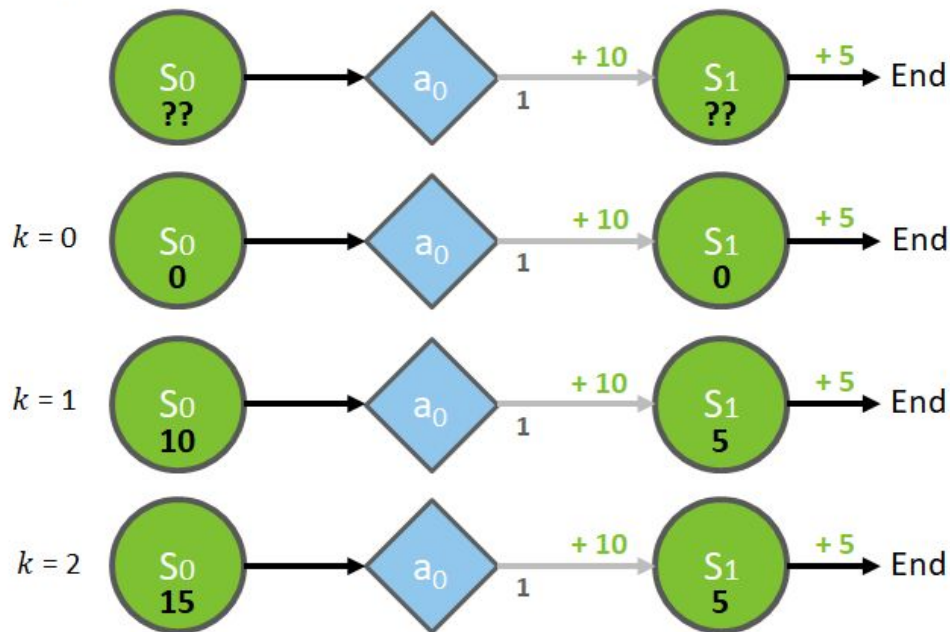 S₀ ?? a₀ + 10 1 S₁ ?? + 5 End
k = 0 S₀ 0 a₀ + 10 1 S₁ 0 + 5 End
k = 1 S₀ 10 a₀ + 10 1 S₁ 5 + 5 End
k = 2 S₀ 15 a₀ + 10 1 S₁ 5 + 5 End